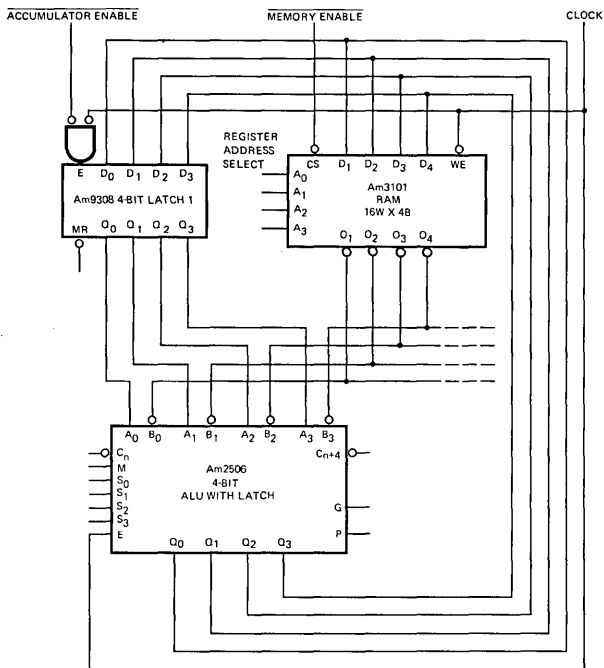 ACCUMULATOR ENABLE
MEMORY ENABLE
CLOCK
REGISTER
ADDRESS
SELECT
E D0 D1 D2 D3
Am9308 4-BIT LATCH 1
MR Q0 Q1 Q2 Q3
CS D1 D2 D3 D4 WE
A0
A1
A2
A3
Am3101
RAM
16W X 4B
O1 O2 O3 O4
A0 B0 A1 B1 A2 B2 A3 B3
Cn
M
S0
S1
S2
S3
E
Am2506
4-BIT
ALU WITH LATCH
Cn+4
G
P
Q0 Q1 Q2 Q3